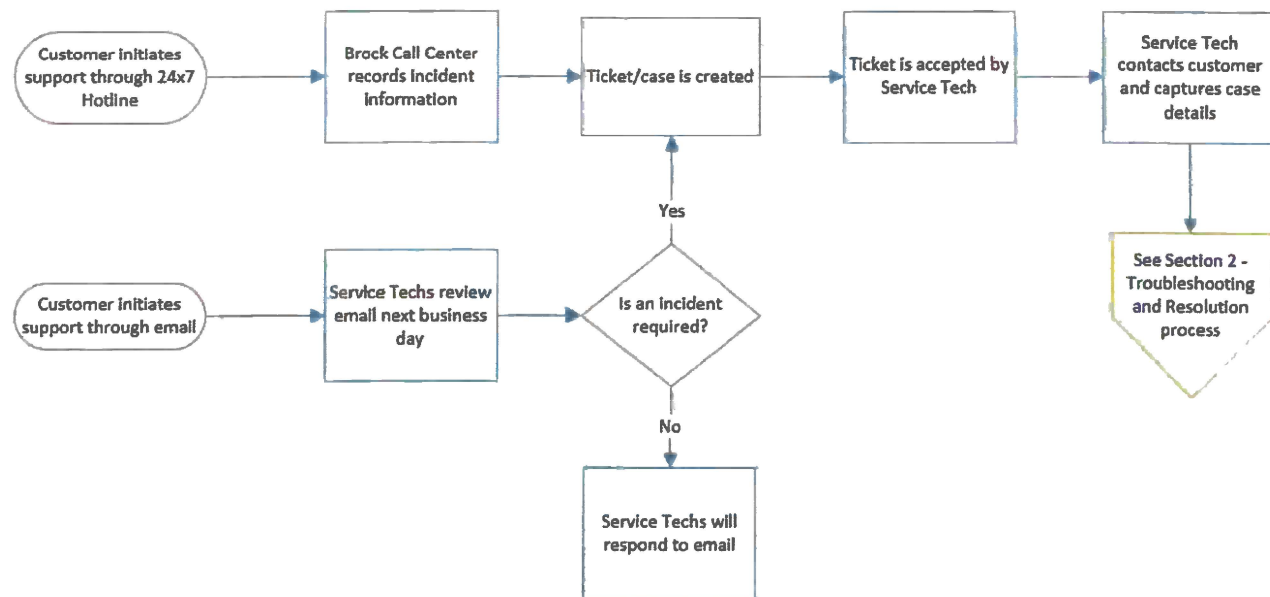 Customer initiates
support through 24x7
Hotline
Brock Call Center
records incident
information
Ticket/case is created
Ticket is accepted by
Service Tech
Service Tech
contacts customer
and captures case
details
Yes
Customer initiates
support through email
Service Techs review
email next business
day
Is an incident
required?
See Section 2 -
Troubleshooting
and Resolution
process
No
Service Techs will
respond to email